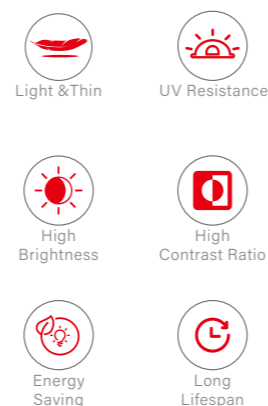 Light &Thin
UV Resistance
High
Brightness
High
Contrast Ratio
Energy
Saving
Long
Lifespan